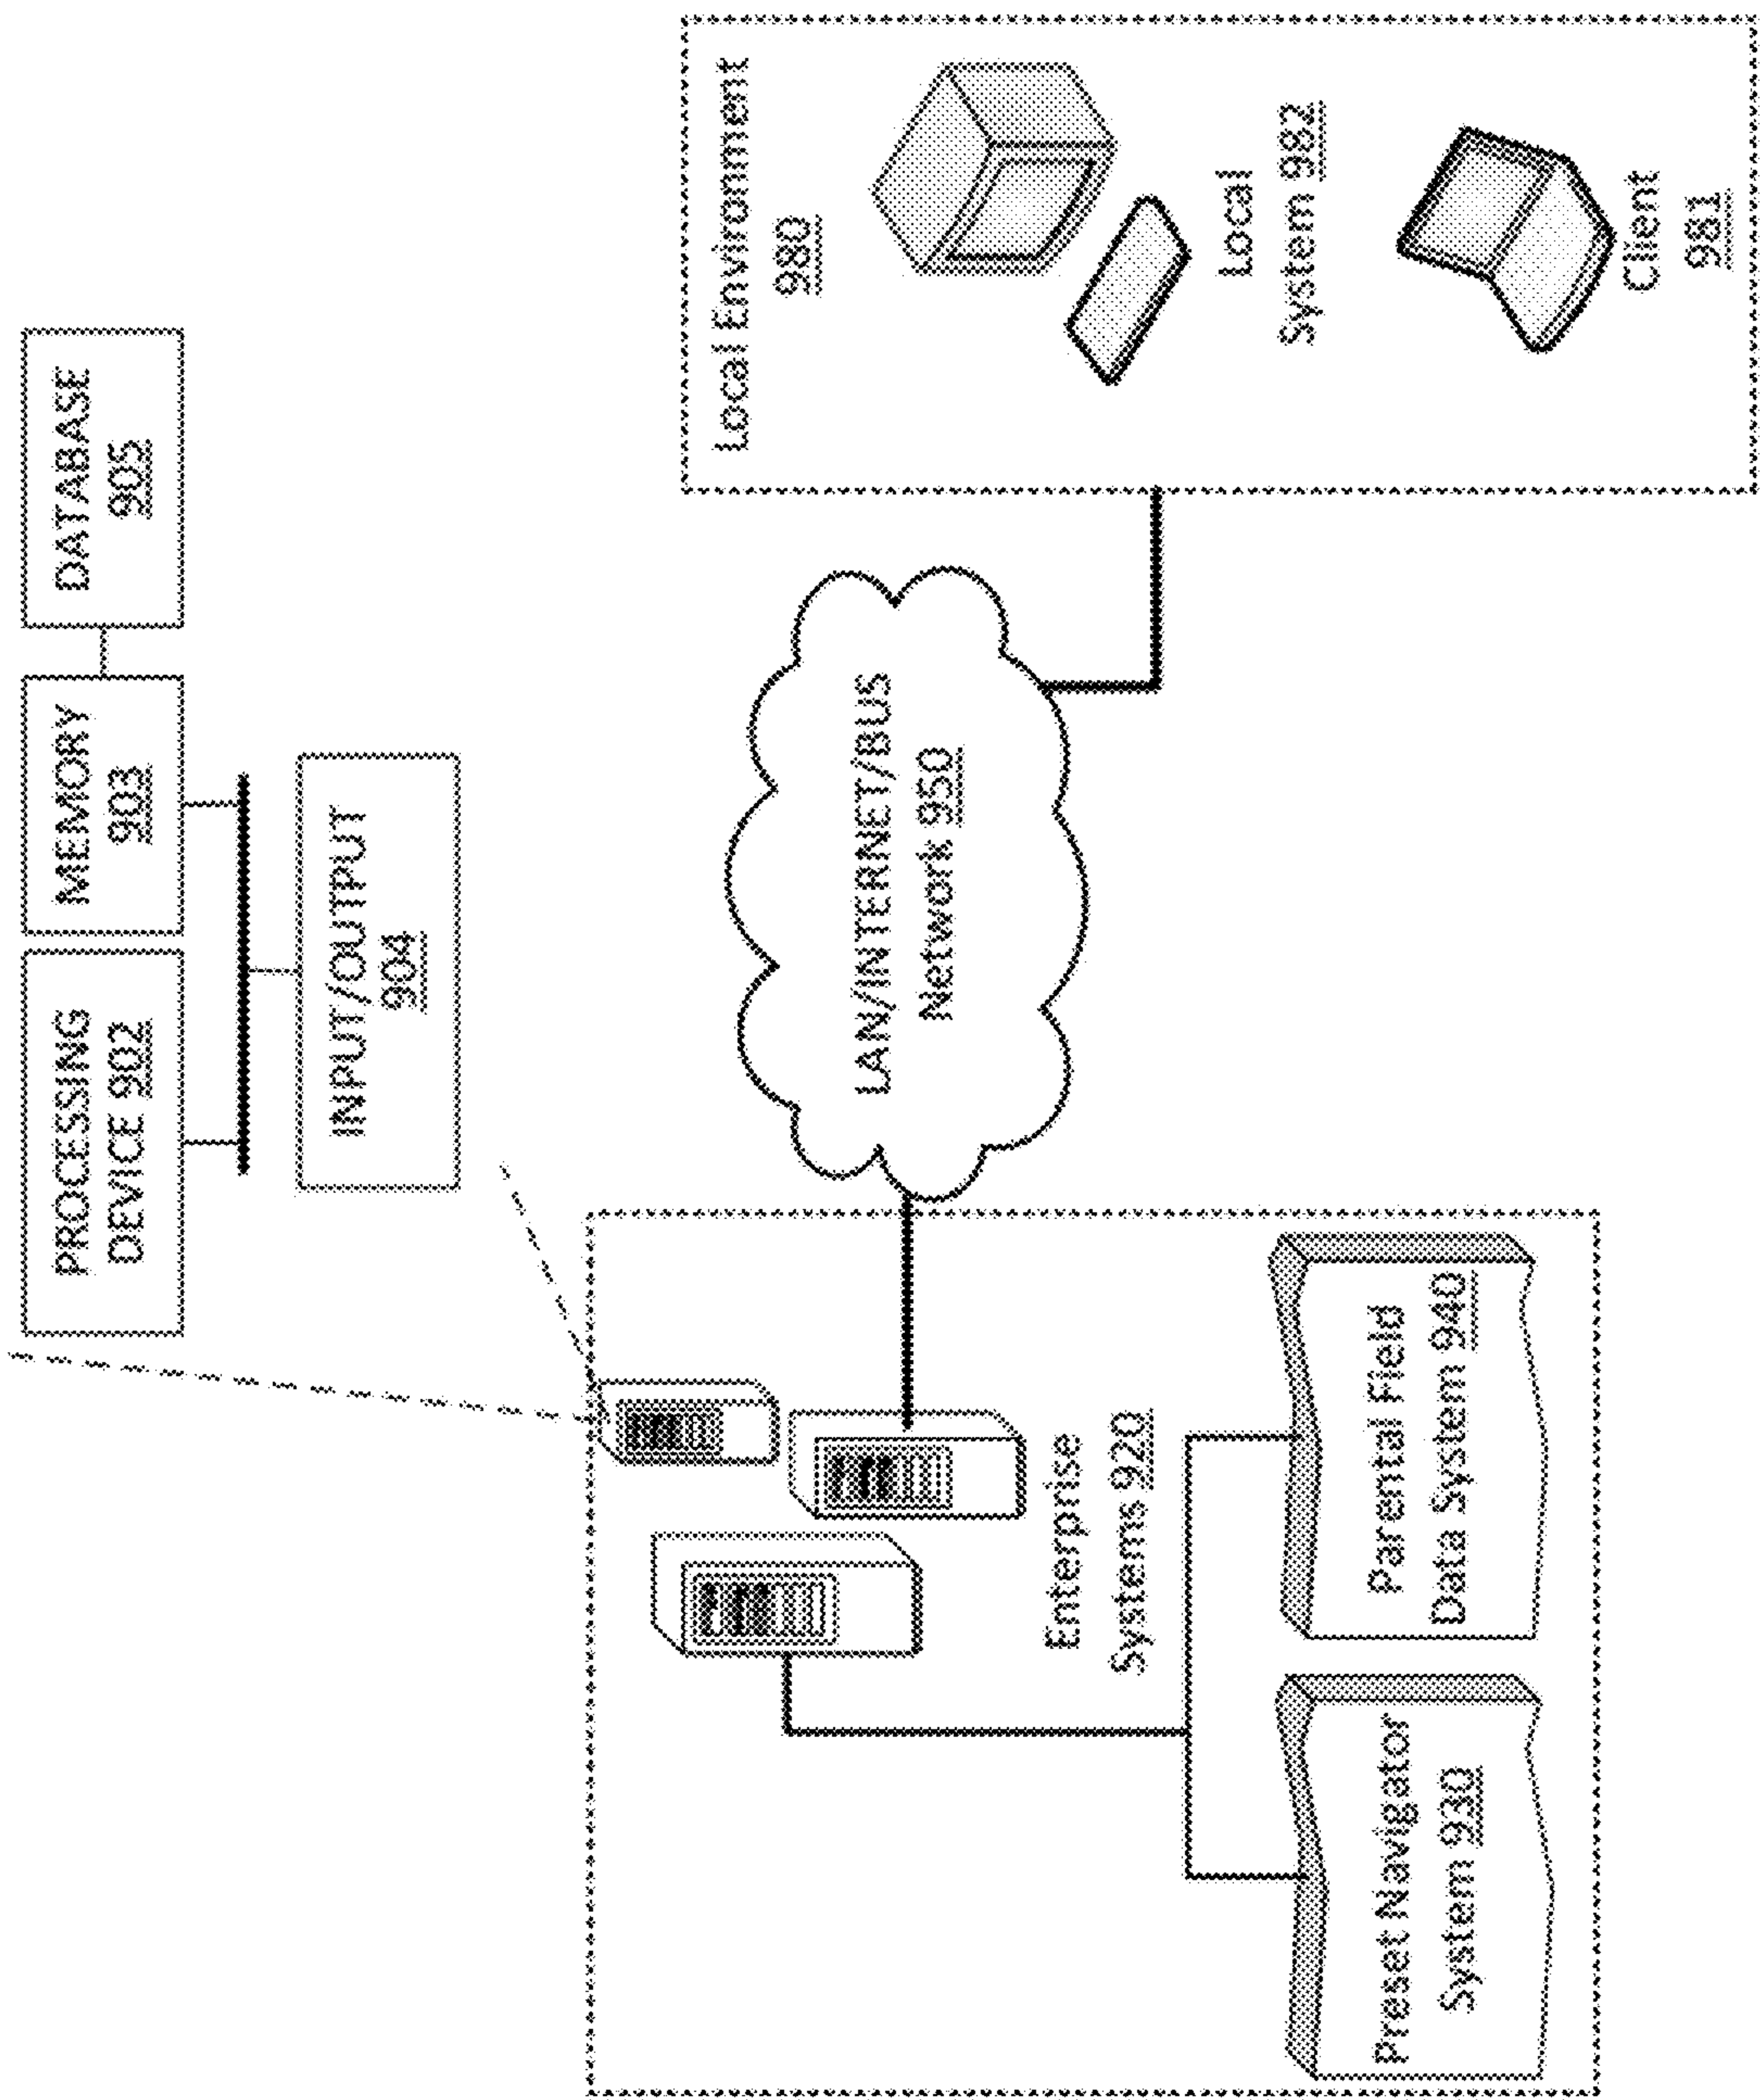 PROCESSING
DEVICE 902
MEMORY
903
DATABASE
905
INPUT/OUTPUT
904
LAN/INTERNET/BUS
Network 950
Enterprise
Systems 920
Preset Navigator
System 930
Parental Field
Data System 940
Local Environment
980
Local
System 982
Client
981